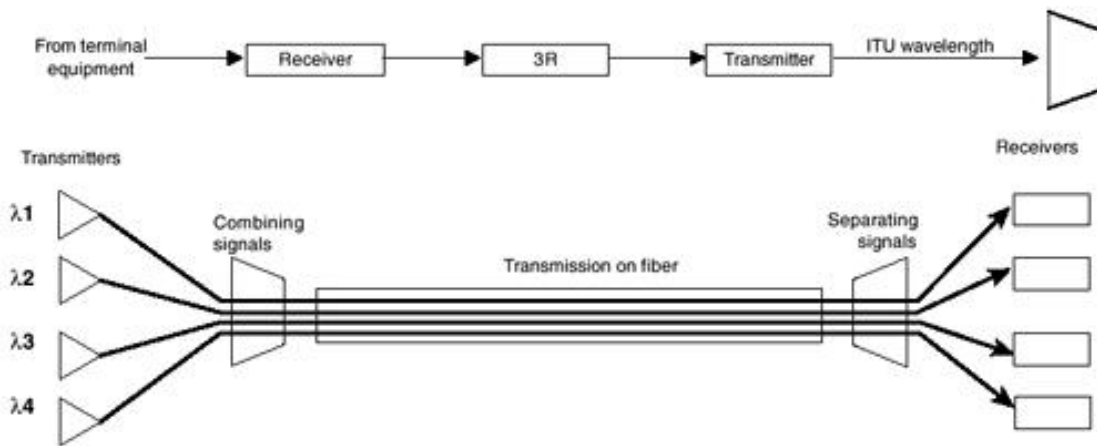 From terminal
equipment
Receiver
3R
Transmitter
ITU wavelength
Transmitters
Receivers
λ1
λ2
λ3
λ4
Combining
signals
Transmission on fiber
Separating
signals